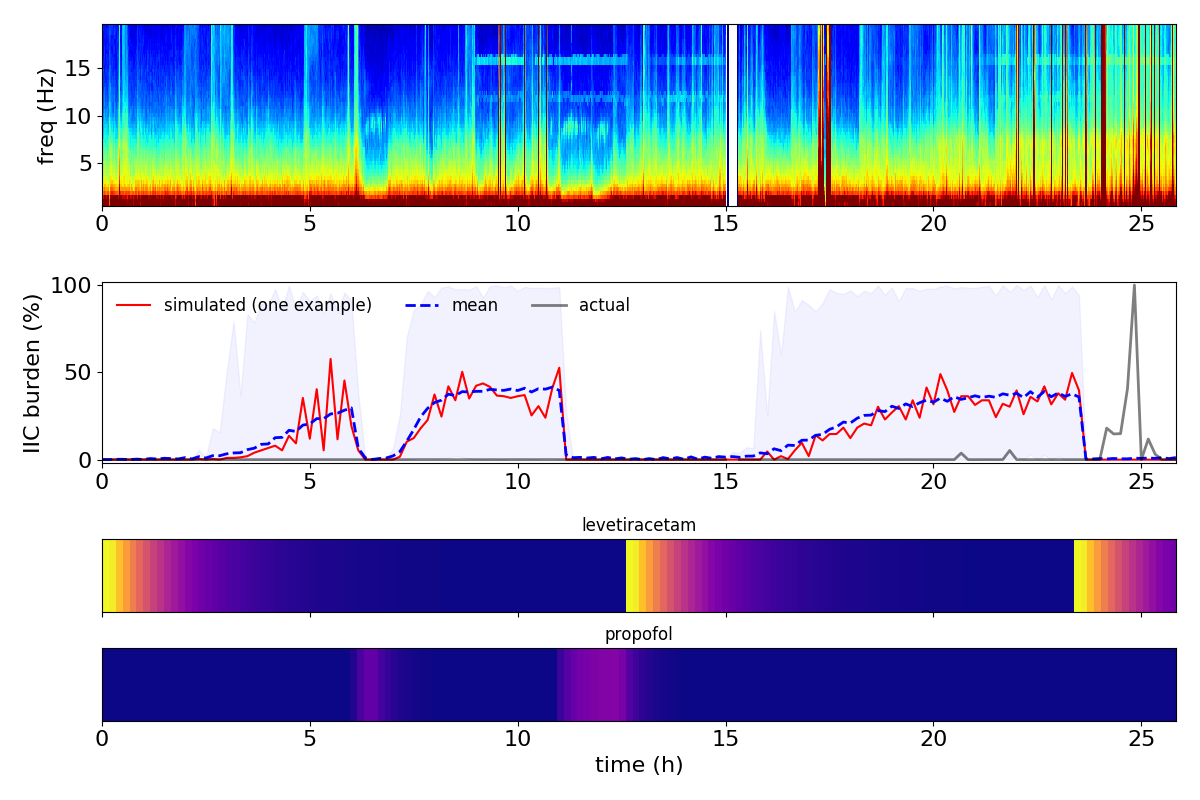 freq (Hz)
15
10
5
0 5 10 15 20 25
IIC burden (%)
100
50
0
simulated (one example) mean actual
0 5 10 15 20 25
levetiracetam
propofol
0 5 10 15 20 25
time (h)